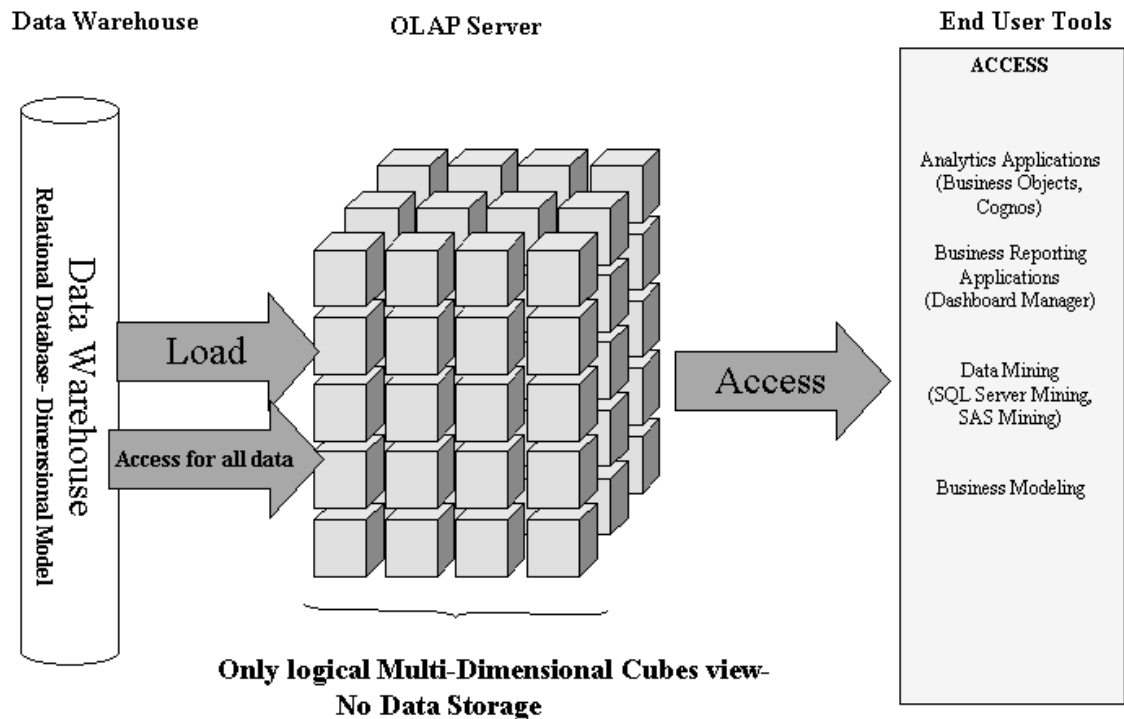 Data Warehouse
OLAP Server
End User Tools
Relational Database- Dimensional Model
Data Warehouse
Load
Access for all data
Access
ACCESS
Analytics Applications
(Business Objects,
Cognos)
Business Reporting
Applications
(Dashboard Manager)
Data Mining
(SQL Server Mining,
SAS Mining)
Business Modeling
Only logical Multi-Dimensional Cubes view-
No Data Storage